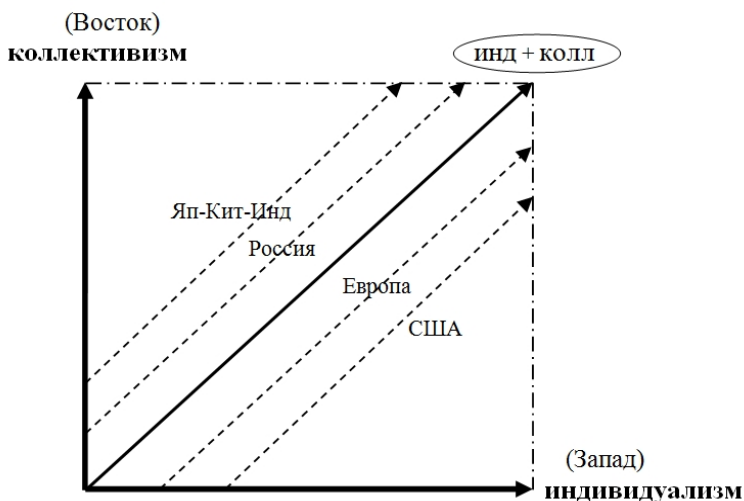 (Восток)
коллективизм
инд + колл
Яп-Кит-Инд
Россия
Европа
США
(Запад)
индивидуализм